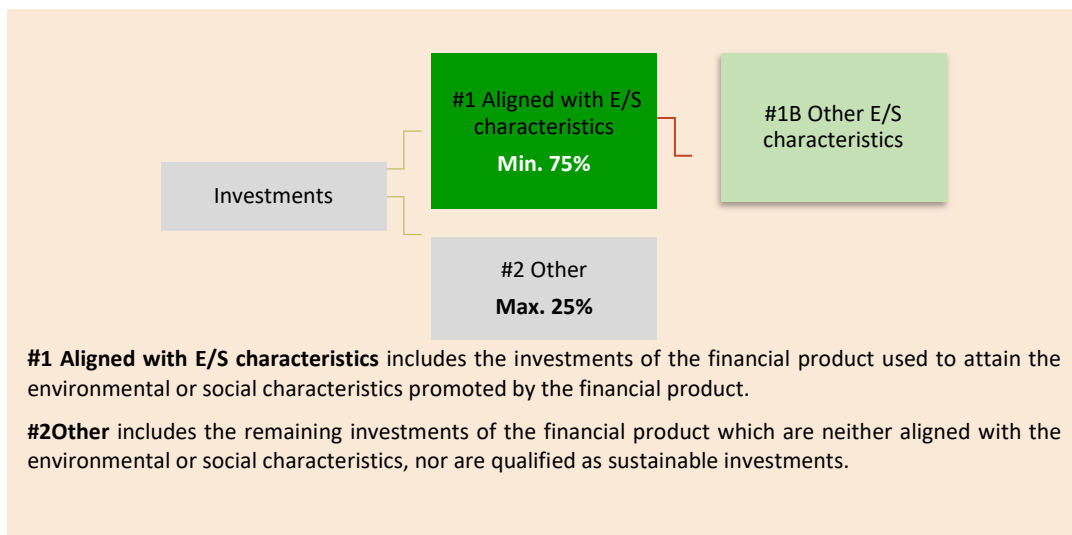 #1 Aligned with E/S
characteristics
Min. 75%
#1B Other E/S
characteristics
Investments
#2 Other
Max. 25%
#1 Aligned with E/S characteristics includes the investments of the financial product used to attain the
environmental or social characteristics promoted by the financial product.
#2Other includes the remaining investments of the financial product which are neither aligned with the
environmental or social characteristics, nor are qualified as sustainable investments.